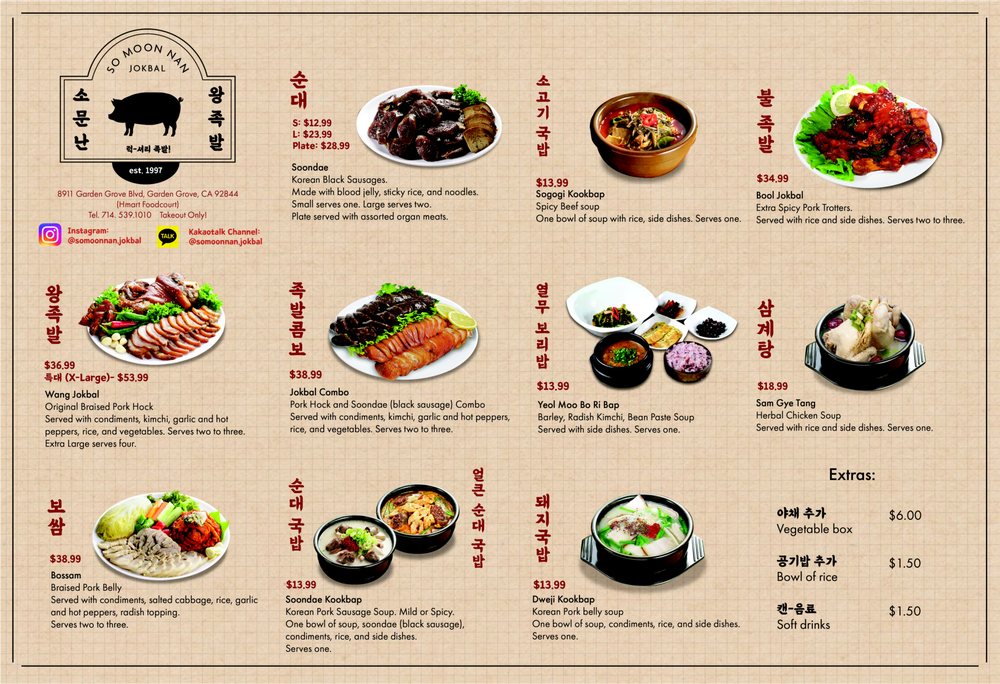 SO MOON NAN
JOKBAL
소문난
왕족발
럭-셔리 족발!
est, 1997
8911 Garden Grove Blvd, Garden Grove, CA 92844
(Hmart Foodcourt)
Tel. 714. 539.1010 Takeout Only!
Instagram:
@somoonnan.jokbal
TALK
Kakaotalk Channel:
@somoonnan.jokbal
순대
S: $12.99
L: $23.99
Plate: $28.99
Soondae
Korean Black Sausages.
Made with blood jelly, sticky rice, and noodles.
Small serves one. Large serves two.
Plate served with assorted organ meats.
소고기 국밥
$13.99
Sogogi Kookbap
Spicy Beef soup
One bowl of soup with rice, side dishes. Serves one.
불족발
$34.99
Bool Jokbal
Extra Spicy Pork Trotters.
Served with rice and side dishes. Serves two to three.
왕족발
$36.99
특대 (X-Large)- $53.99
Wang Jokbal
Original Braised Pork Hock
Served with condiments, kimchi, garlic and hot
peppers, rice, and vegetables. Serves two to three.
Extra Large serves four.
족발콤보
$38.99
Jokbal Combo
Pork Hock and Soondae (black sausage) Combo
Served with condiments, kimchi, garlic and hot peppers,
rice, and vegetables. Serves two to three.
열무 보리밥
$13.99
Yeol Moo Bo Ri Bap
Barley, Radish Kimchi, Bean Paste Soup
Served with side dishes. Serves one.
삼계탕
$18.99
Sam Gye Tang
Herbal Chicken Soup
Served with rice and side dishes. Serves one.
보쌈
$38.99
Bossam
Braised Pork Belly
Served with condiments, salted cabbage, rice, garlic
and hot peppers, radish topping.
Serves two to three.
순대 국밥
얼큰 순대 국밥
$13.99
Soondae Kookbap
Korean Pork Sausage Soup. Mild or Spicy.
One bowl of soup, soondae (black sausage),
condiments, rice, and side dishes.
Serves one.
돼지국밥
$13.99
Dweji Kookbap
Korean Pork belly soup
One bowl of soup, condiments, rice, and side dishes.
Serves one.
Extras:
야채 추가
Vegetable box
$6.00
공기밥 추가
Bowl of rice
$1.50
캔-음료
Soft drinks
$1.50